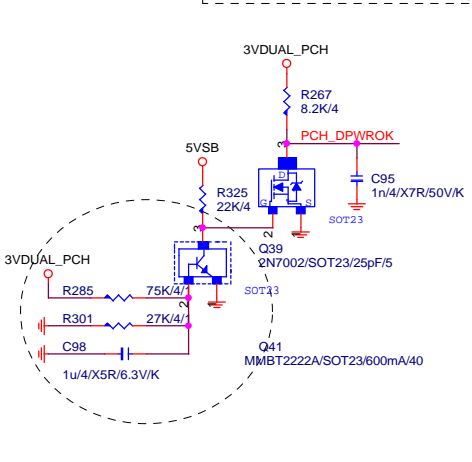 3VDUAL_PCH
R267
8.2K/4
3
PCH_DPWROK
5VSB
D
C95
1n/4/X7R/50V/K
R325
22K/4
G
S
SOT23
3
2
1
Q39
2N7002/SOT23/25pF/5
3VDUAL_PCH
SOT23
R285
75K/4/1
2
1
R301
27K/4/1
C98
Q41
MMBT2222A/SOT23/600mA/40
1u/4/X5R/6.3V/K